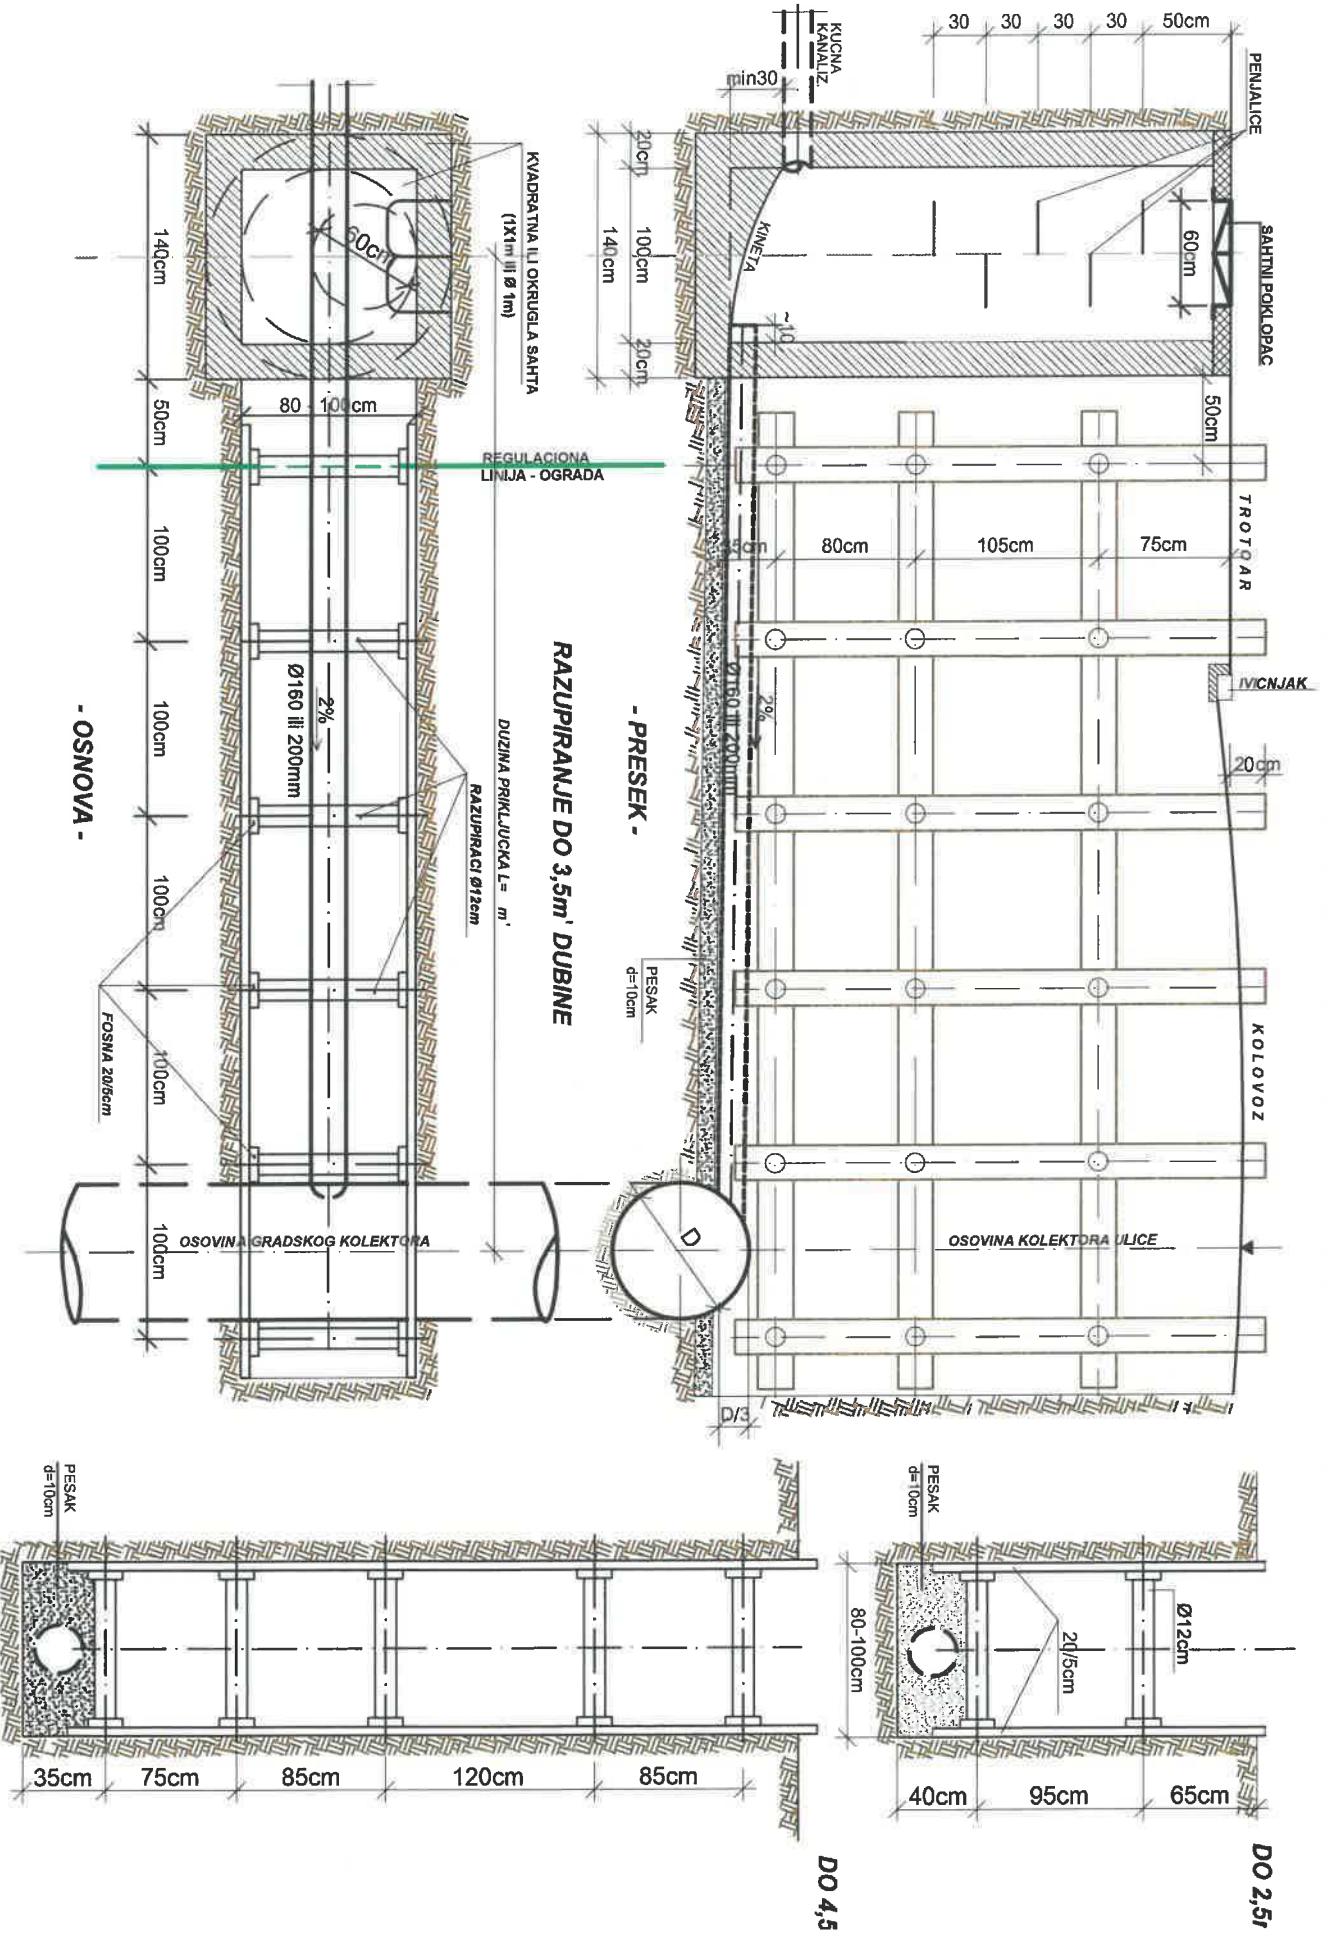 30
30
30
30
50cm
PENJALICE
KUCNA
KANALIZ.
min30
SAHTNI POKLOPAC
60cm
KINETA
20cm
100cm
20cm
140cm
~10
50cm
TROTOAR
IVICNJAK
20cm
KOLOVOZ
35cm
80cm
105cm
75cm
2%
Ø160 ili 200mm
PESAK
d=10cm
D
OSOVINA KOLEKTORA ULICE
D/3
- PRESEK -
RAZUPIRANJE DO 3,5m' DUBINE
KVADRATNA ILI OKRUGLA SAHTA
(1X1m ili Ø 1m)
60cm
80 - 100cm
REGULACIONA
LINIJA - OGRADA
140cm
50cm
100cm
100cm
100cm
100cm
100cm
2%
Ø160 ili 200mm
DUZINA PRIKLJUCKA L= m'
RAZUPIRACI Ø12cm
FOSNA 20/5cm
OSOVINA GRADSKOG KOLEKTORA
- OSNOVA -
PESAK
d=10cm
Ø12cm
20/5cm
80-100cm
40cm
95cm
65cm
DO 2,5
PESAK
d=10cm
35cm
75cm
85cm
120cm
85cm
DO 4,5